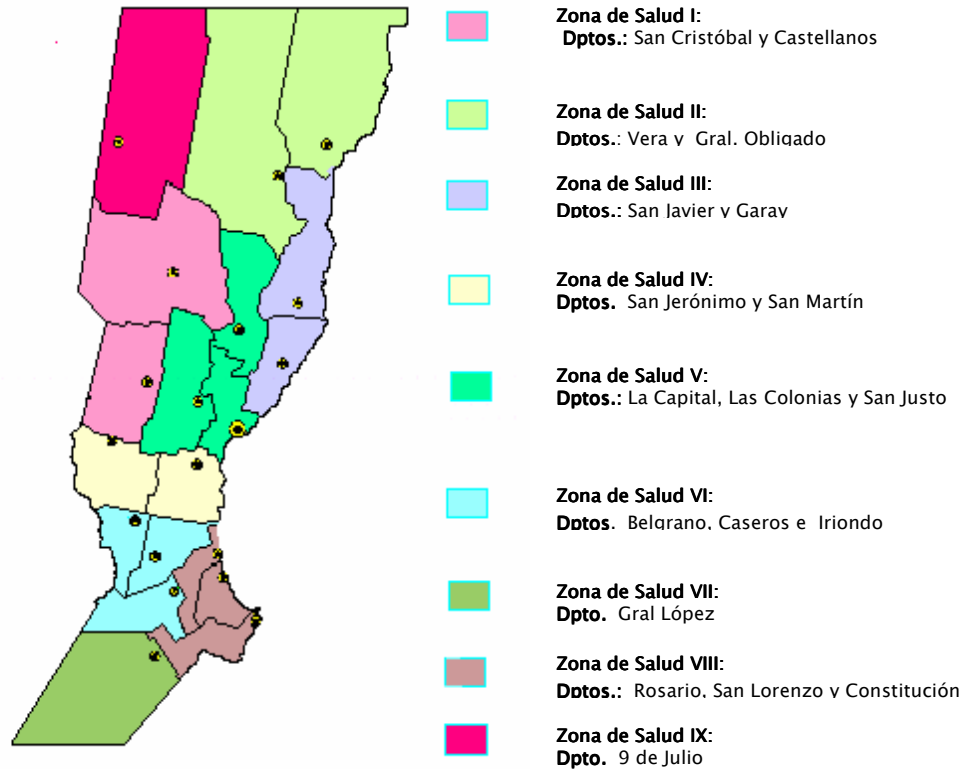 Zona de Salud I:
Dptos.: San Cristóbal y Castellanos
Zona de Salud II:
Dptos.: Vera y Gral. Obligado
Zona de Salud III:
Dptos.: San Javier y Garay
Zona de Salud IV:
Dptos. San Jerónimo y San Martín
Zona de Salud V:
Dptos.: La Capital, Las Colonias y San Justo
Zona de Salud VI:
Dptos. Belgrano, Caseros e Iriondo
Zona de Salud VII:
Dpto. Gral López
Zona de Salud VIII:
Dptos.: Rosario, San Lorenzo y Constitución
Zona de Salud IX:
Dpto. 9 de Julio